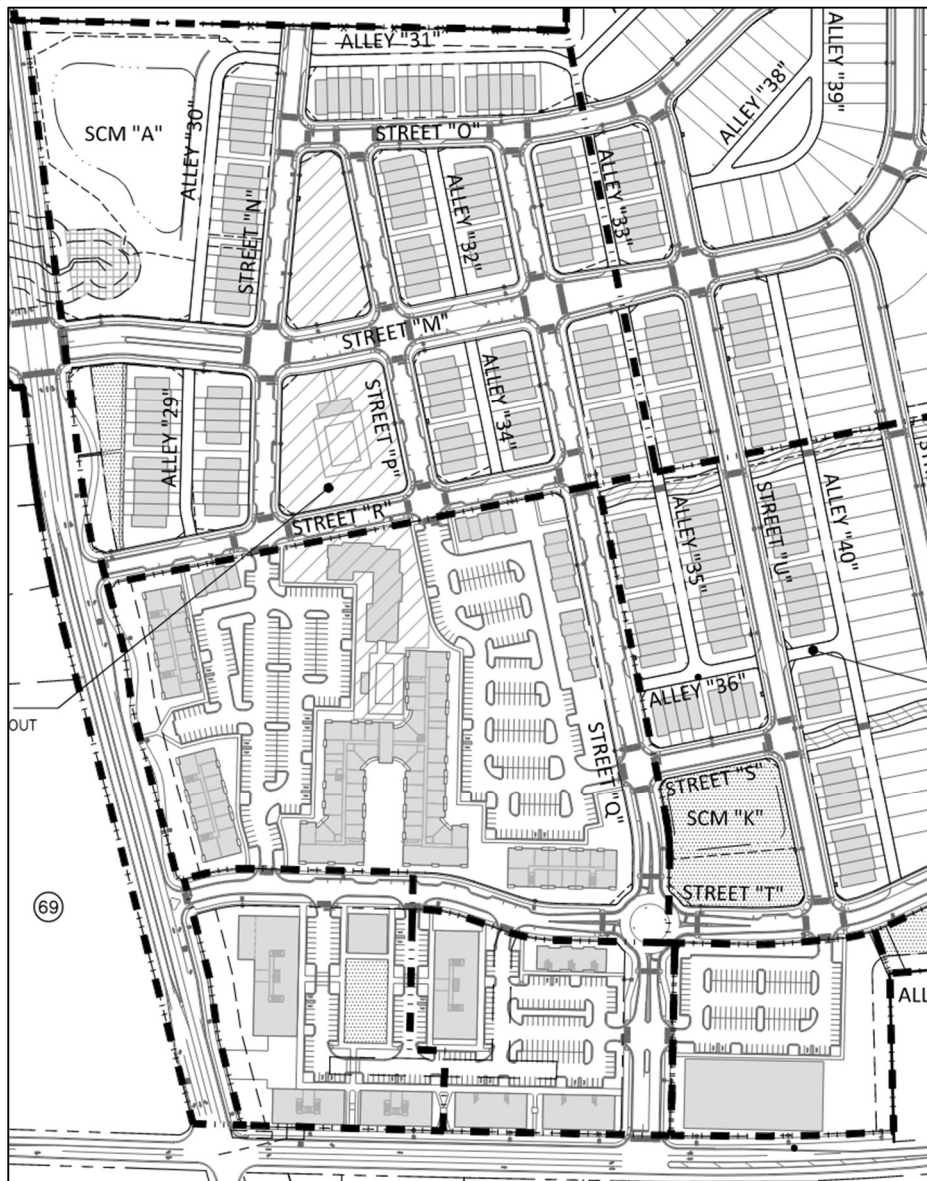 ALLEY "31"
ALLEY "39"
ALLEY "38"
SCM "A"
ALLEY "30"
STREET "O"
STREET "N"
ALLEY "32"
ALLEY "33"
STREET "M"
ALLEY "29"
STREET "P"
ALLEY "34"
STREET "R"
ALLEY "35"
STREET "U"
ALLEY "40"
OUT
ALLEY "36"
STREET "Q"
STREET "S"
SCM "K"
STREET "T"
69
ALL